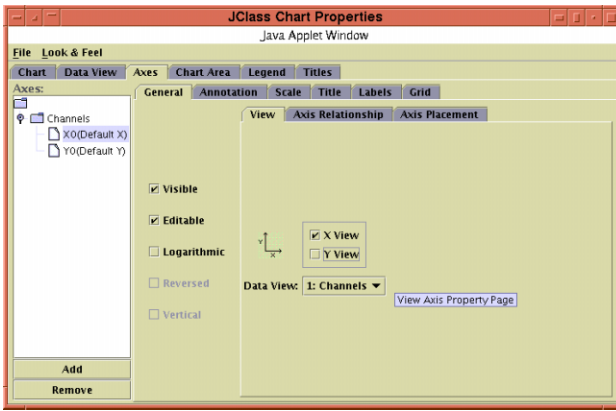 JClass Chart Properties
Java Applet Window
File Look & Feel
Chart Data View Axes Chart Area Legend Titles
Axes:
General Annotation Scale Title Labels Grid
View Axis Relationship Axis Placement
Channels
X0(Default X)
Y0(Default Y)
Visible
Editable
Logarithmic
Reversed
Vertical
Y
X
X View
Y View
Data View: 1: Channels
View Axis Property Page
Add
Remove